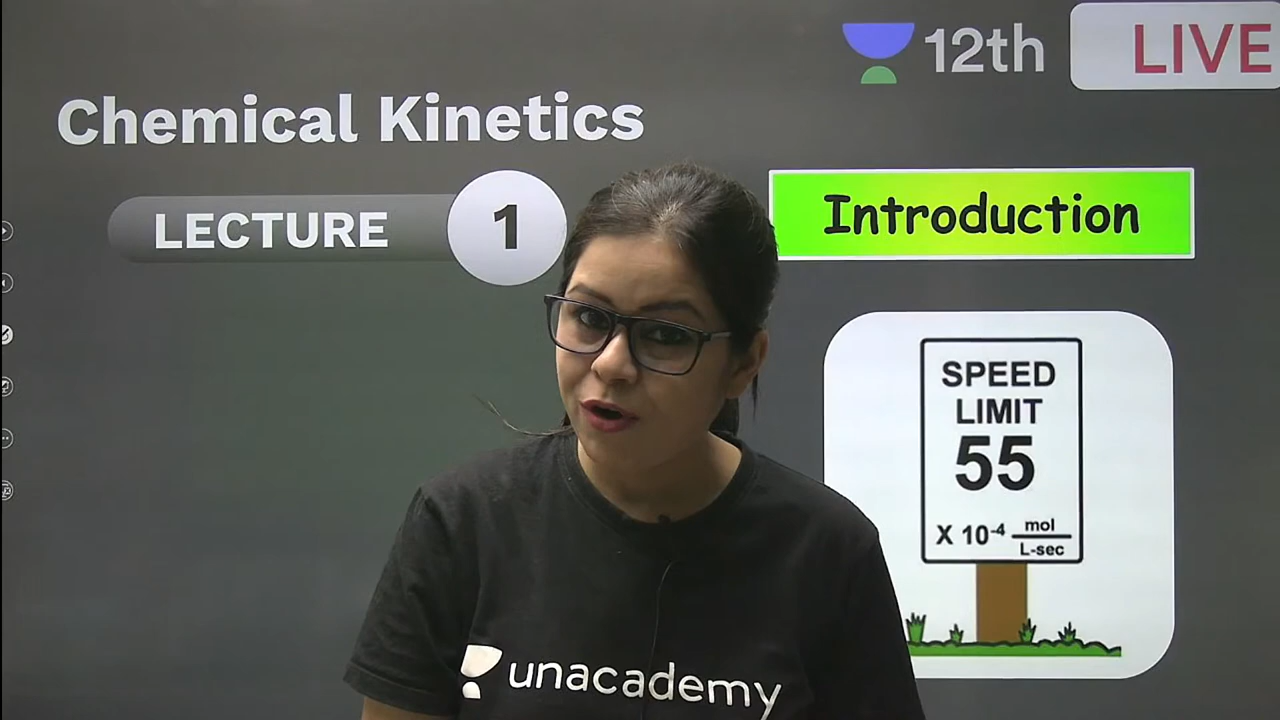 12th
LIVE
Chemical Kinetics
LECTURE 1
Introduction
SPEED
LIMIT
55
X 10⁻⁴ mol
L-sec
unacademy